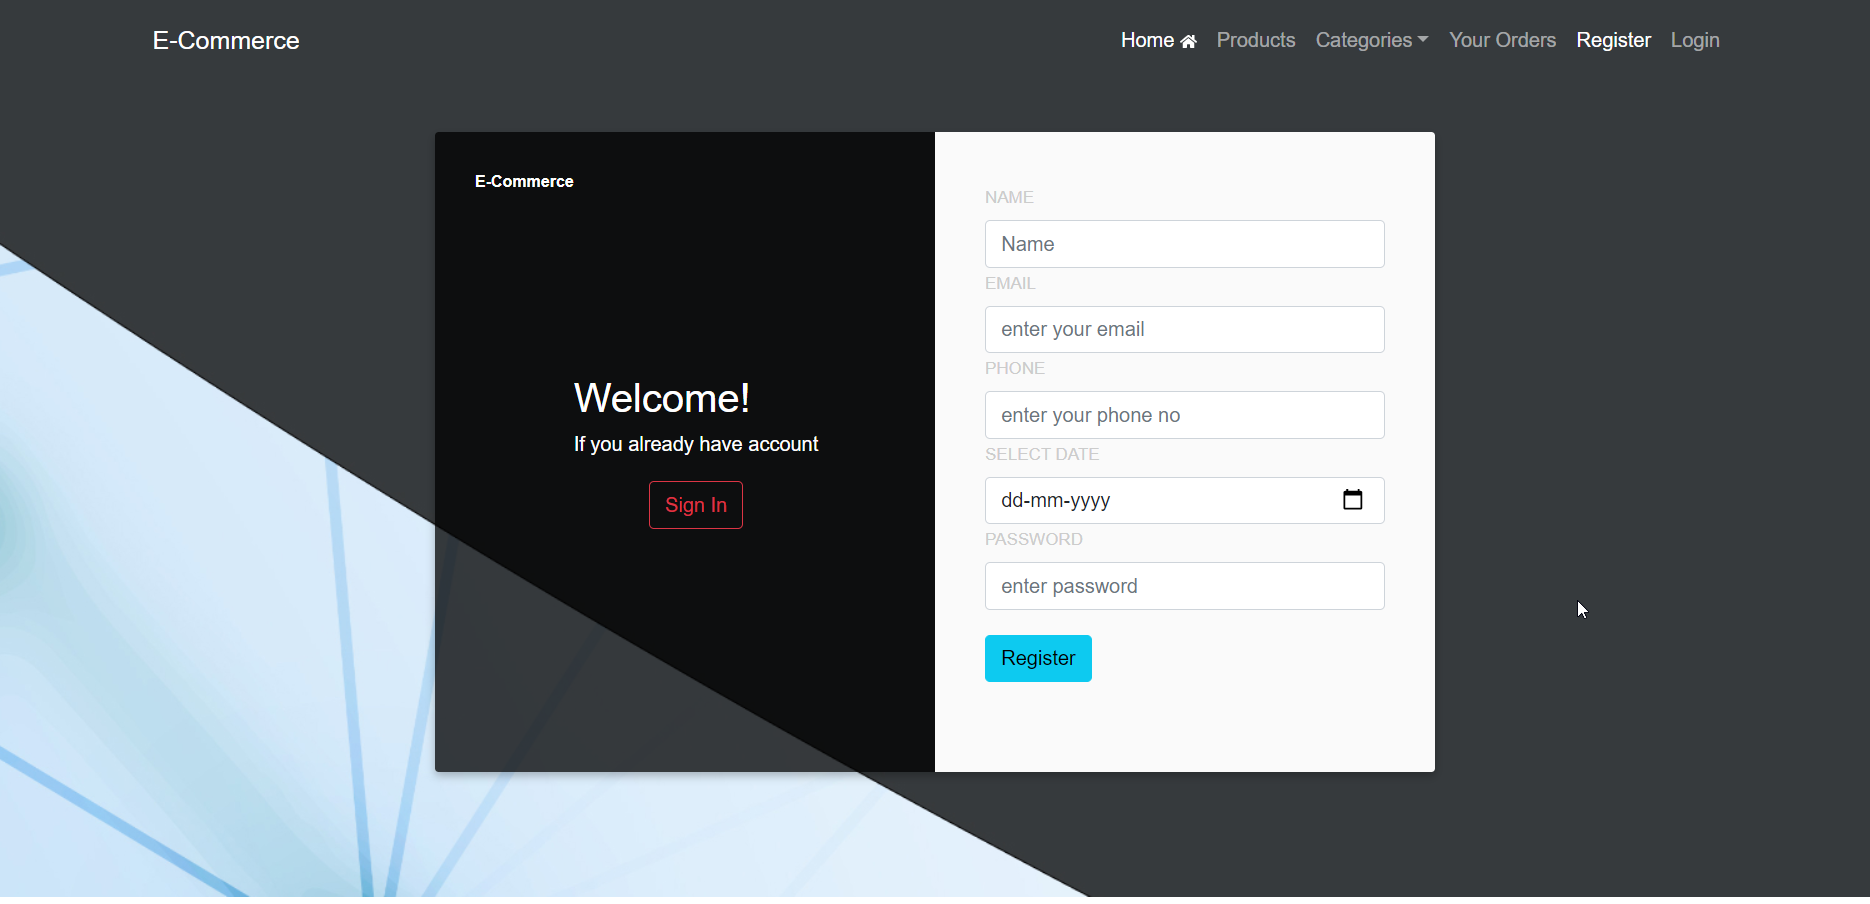 E-Commerce
Home Products Categories Your Orders Register Login
E-Commerce
Welcome!
If you already have account
Sign In
NAME
Name
EMAIL
enter your email
PHONE
enter your phone no
SELECT DATE
dd-mm-yyyy
PASSWORD
enter password
Register